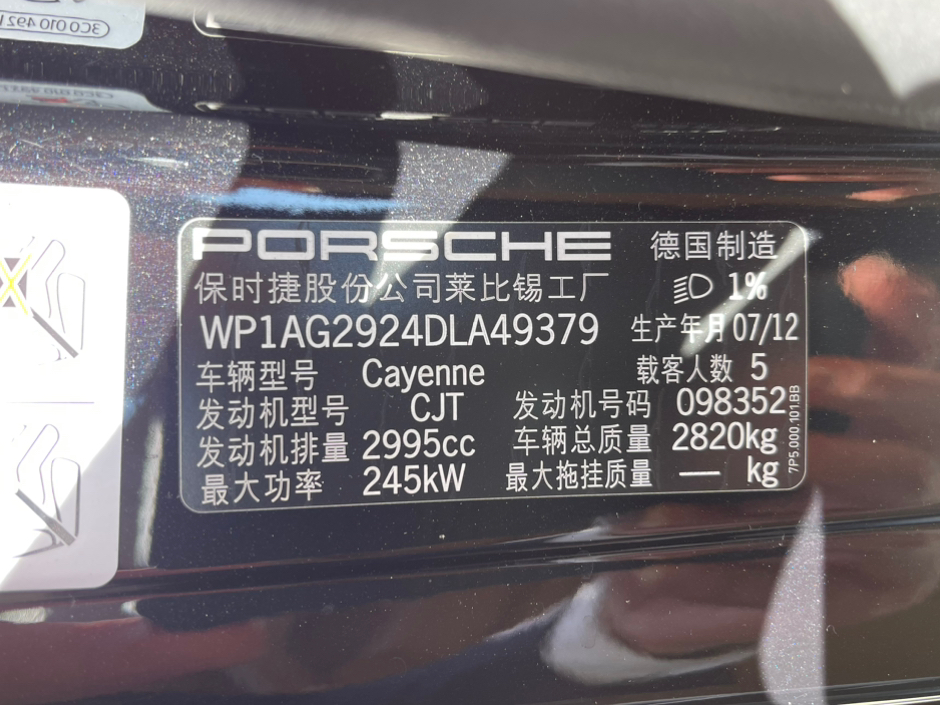 3C0 010 492
PORSCHE 德国制造
保时捷股份公司莱比锡工厂 1%
WP1AG2924DLA49379 生产年月 07/12
车辆型号 Cayenne 载客人数 5
发动机型号 CJT 发动机号码 098352
发动机排量 2995cc 车辆总质量 2820kg
最大功率 245kW 最大拖挂质量 — kg
7P5.000.101BB